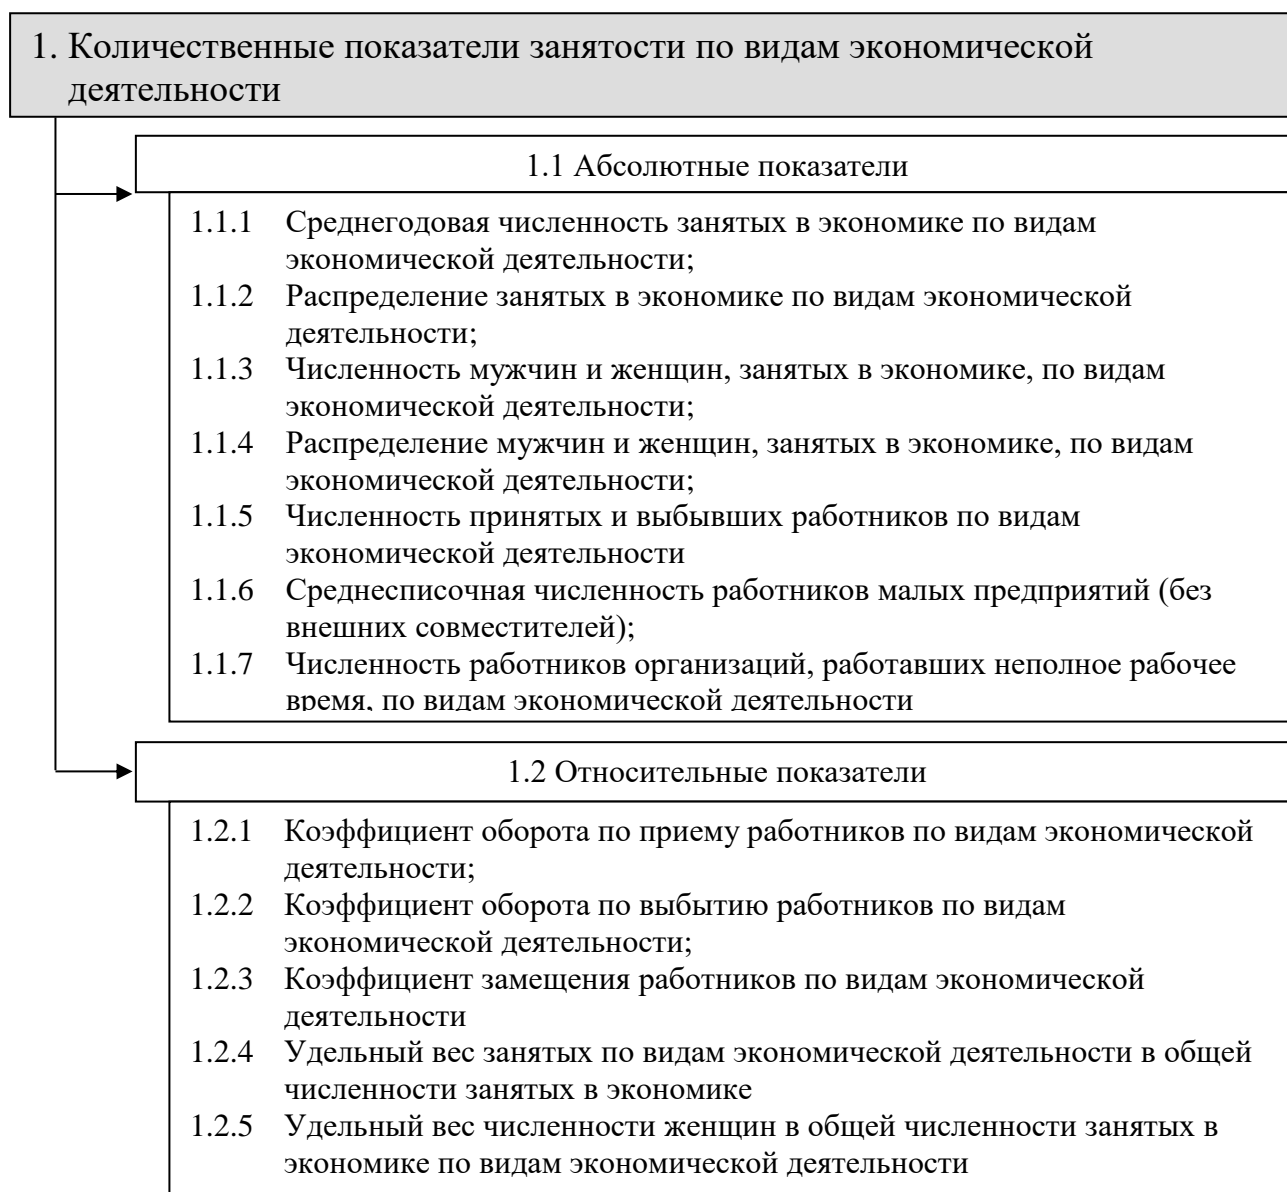 1. Количественные показатели занятости по видам экономической
деятельности
1.1 Абсолютные показатели
1.1.1 Среднегодовая численность занятых в экономике по видам
экономической деятельности;
1.1.2 Распределение занятых в экономике по видам экономической
деятельности;
1.1.3 Численность мужчин и женщин, занятых в экономике, по видам
экономической деятельности;
1.1.4 Распределение мужчин и женщин, занятых в экономике, по видам
экономической деятельности;
1.1.5 Численность принятых и выбывших работников по видам
экономической деятельности
1.1.6 Среднесписочная численность работников малых предприятий (без
внешних совместителей);
1.1.7 Численность работников организаций, работавших неполное рабочее
время, по видам экономической деятельности
1.2 Относительные показатели
1.2.1 Коэффициент оборота по приему работников по видам экономической
деятельности;
1.2.2 Коэффициент оборота по выбытию работников по видам
экономической деятельности;
1.2.3 Коэффициент замещения работников по видам экономической
деятельности
1.2.4 Удельный вес занятых по видам экономической деятельности в общей
численности занятых в экономике
1.2.5 Удельный вес численности женщин в общей численности занятых в
экономике по видам экономической деятельности